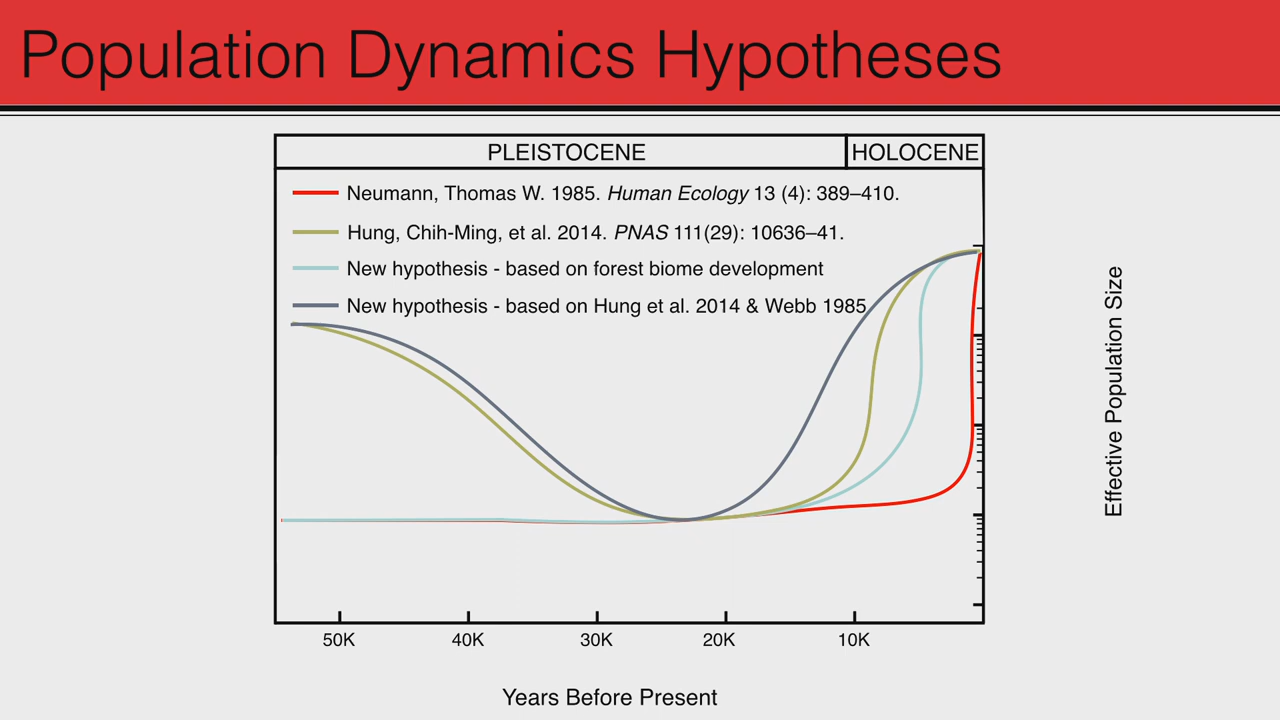 Population Dynamics Hypotheses
PLEISTOCENE HOLOCENE
Neumann, Thomas W. 1985. Human Ecology 13 (4): 389–410.
Hung, Chih-Ming, et al. 2014. PNAS 111(29): 10636–41.
New hypothesis - based on forest biome development
New hypothesis - based on Hung et al. 2014 & Webb 1985
Effective Population Size
50K 40K 30K 20K 10K
Years Before Present